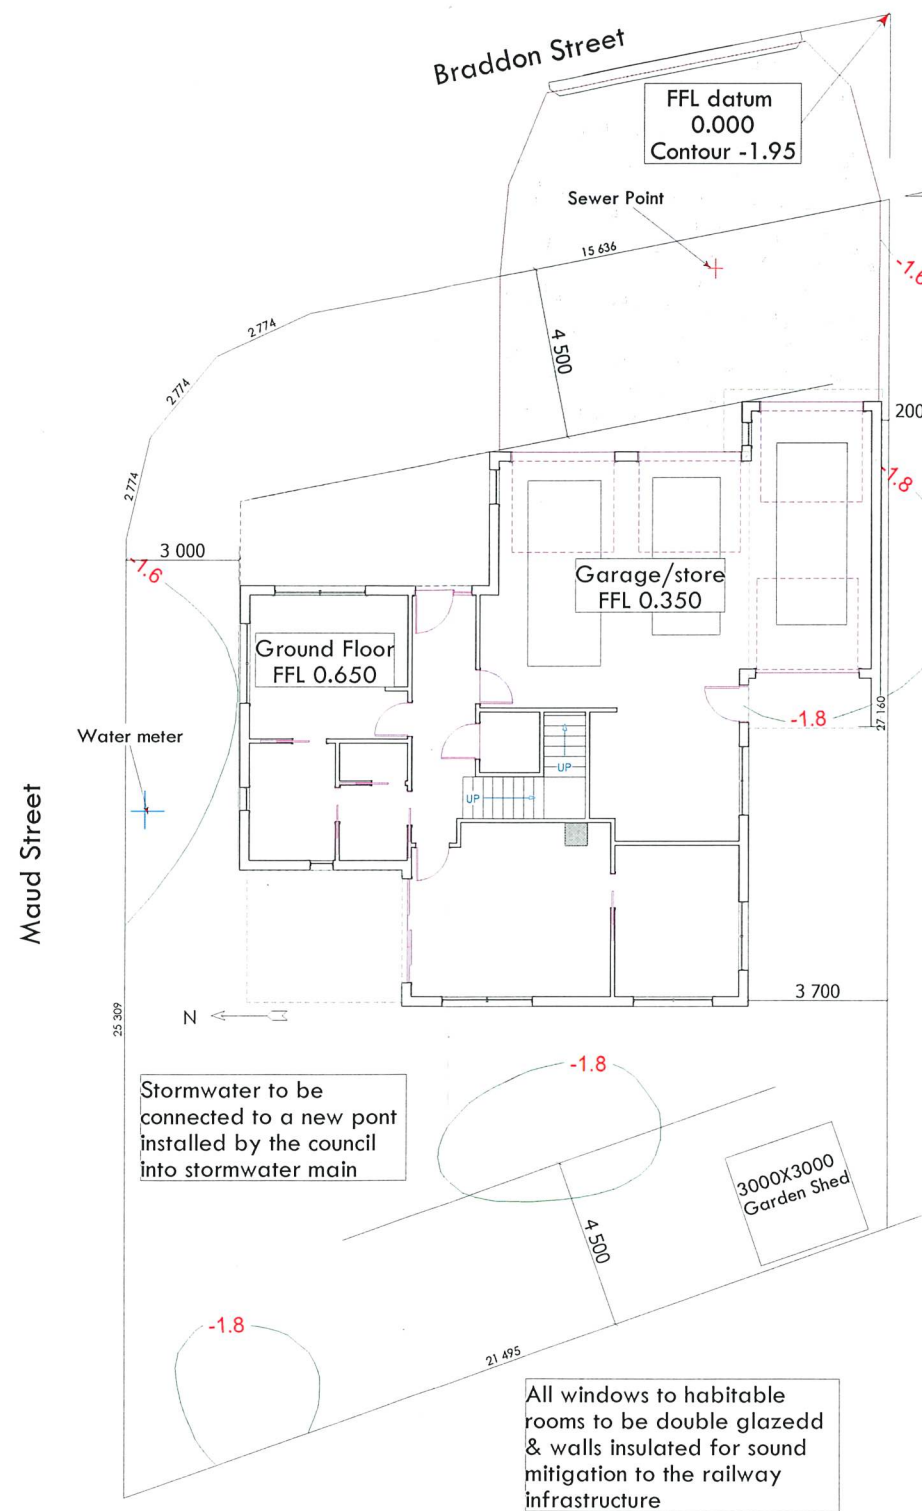 Braddon Street
FFL datum
0.000
Contour -1.95
Sewer Point
15 636
-1.6
2 774
4 500
2 774
200
-1.8
2 774
3 000
-1.6
Garage/store
FFL 0.350
Ground Floor
FFL 0.650
-1.8
27 160
Water meter
UP
UP
Maud Street
3 700
25 309
N
-1.8
Stormwater to be
connected to a new pont
installed by the council
into stormwater main
3000X3000
Garden Shed
4 500
-1.8
21 495
All windows to habitable
rooms to be double glazedd
& walls insulated for sound
mitigation to the railway
infrastructure